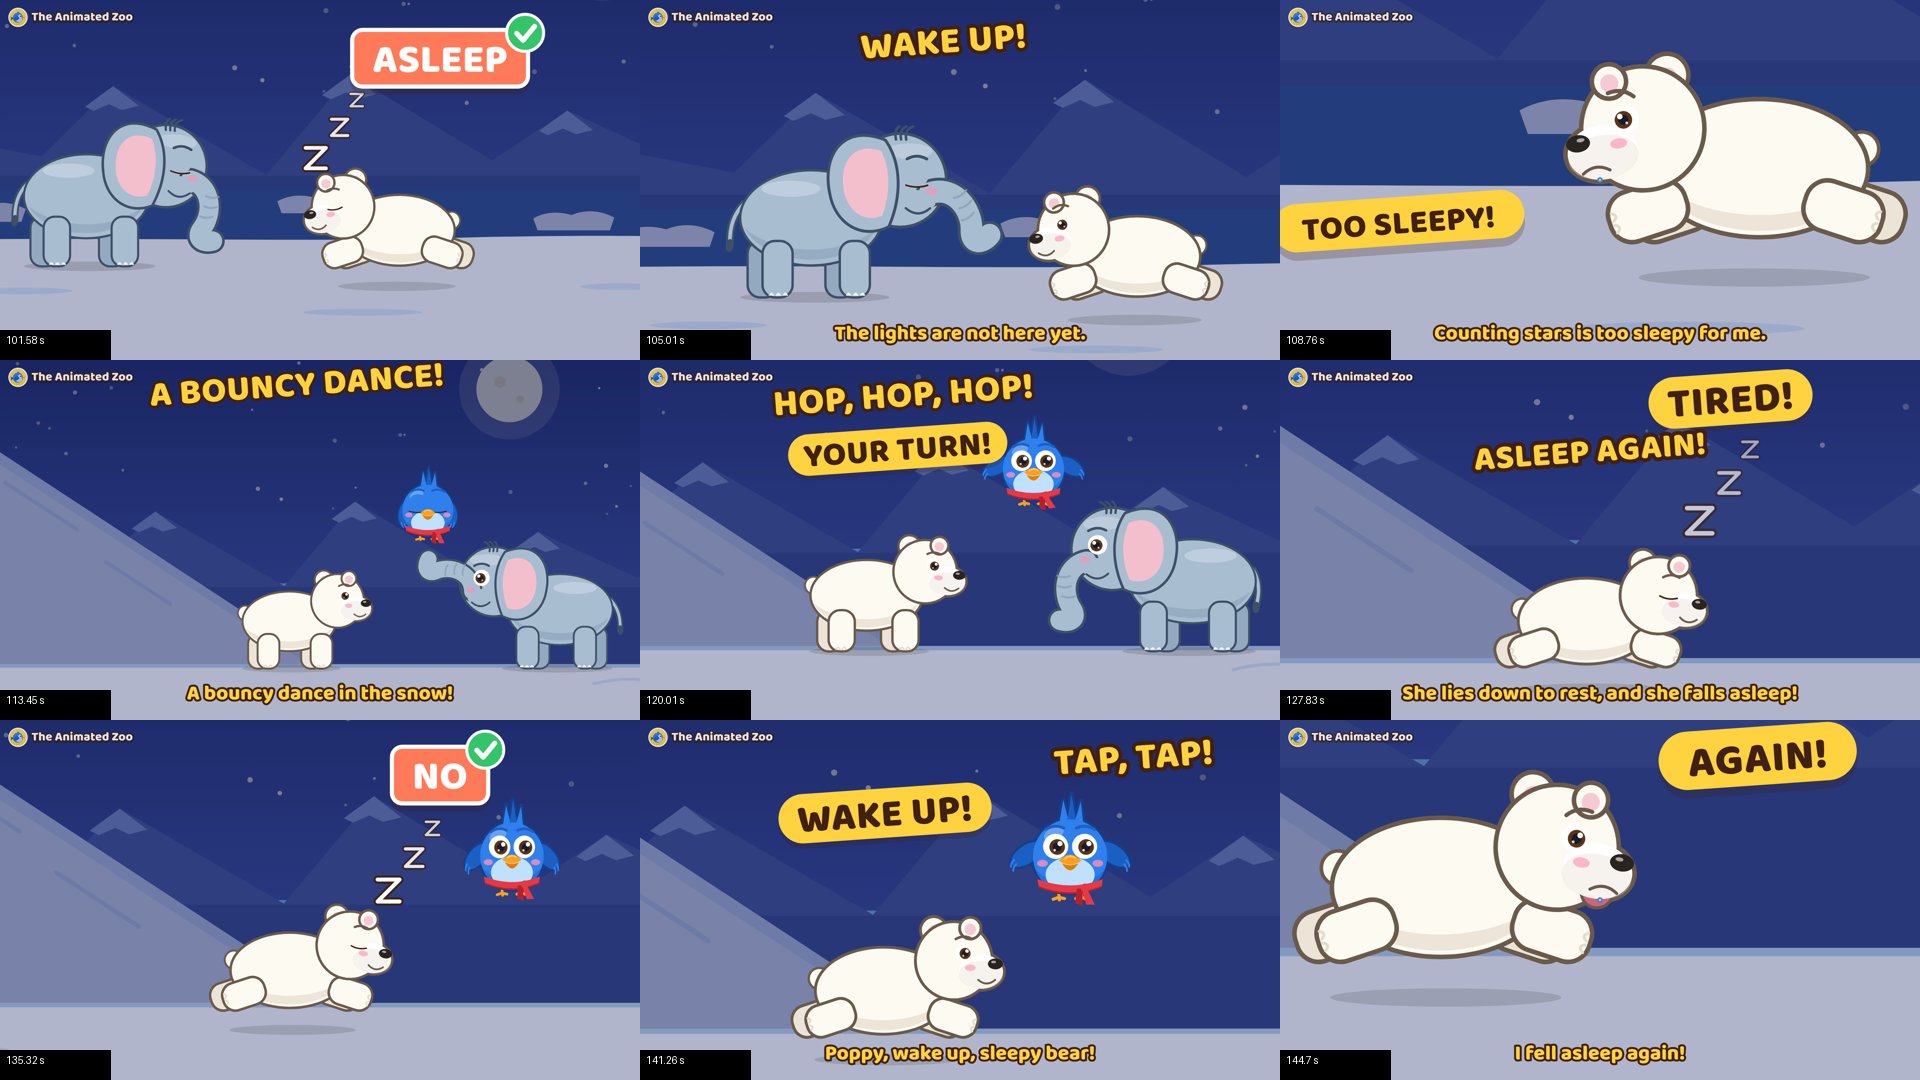 The Animated Zoo
ASLEEP
Z
Z
Z
101.58 s
The Animated Zoo
WAKE UP!
The lights are not here yet.
105.01 s
The Animated Zoo
TOO SLEEPY!
Counting stars is too sleepy for me.
108.76 s
The Animated Zoo
A BOUNCY DANCE!
A bouncy dance in the snow!
113.45 s
The Animated Zoo
HOP, HOP, HOP!
YOUR TURN!
120.01 s
The Animated Zoo
TIRED!
ASLEEP AGAIN!
Z
Z
Z
She lies down to rest, and she falls asleep!
127.83 s
The Animated Zoo
NO
Z
Z
Z
135.32 s
The Animated Zoo
TAP, TAP!
WAKE UP!
Poppy, wake up, sleepy bear!
141.26 s
The Animated Zoo
AGAIN!
I fell asleep again!
144.7 s